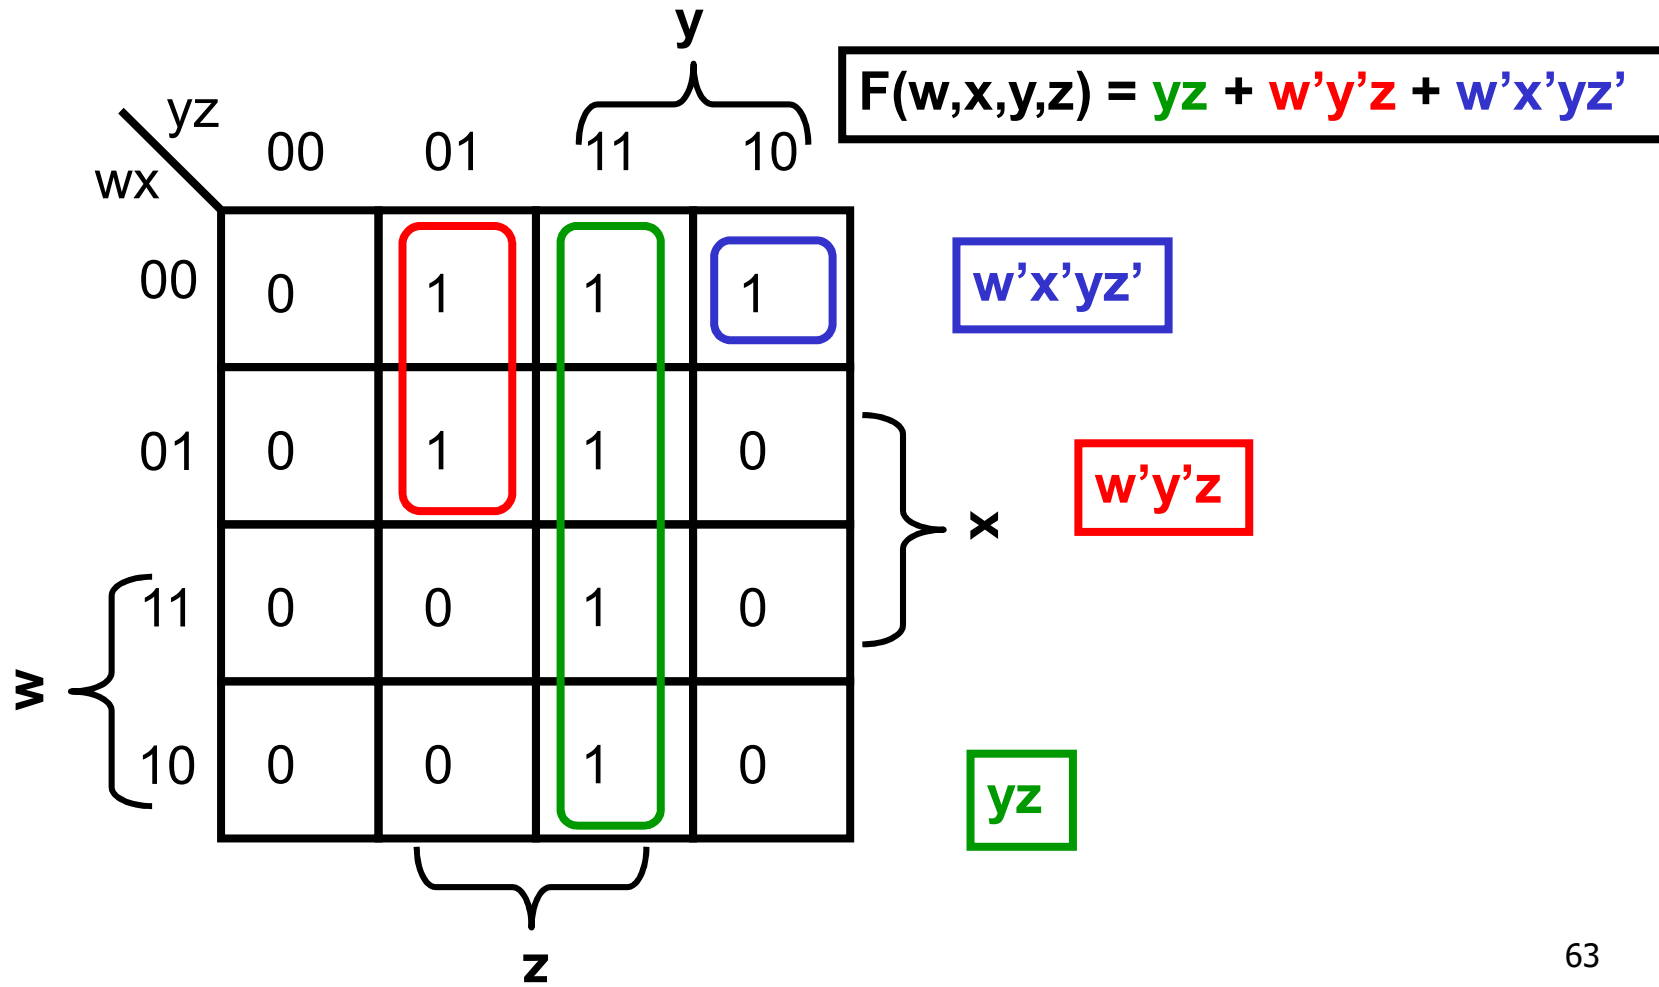 y
F(w,x,y,z) = yz + w’y’z + w’x’yz’
yz
wx
00 01 11 10
00 0 1 1 1
w’x’yz’
01 0 1 1 0
w’y’z
x
11 0 0 1 0
w
10 0 0 1 0
yz
z
63